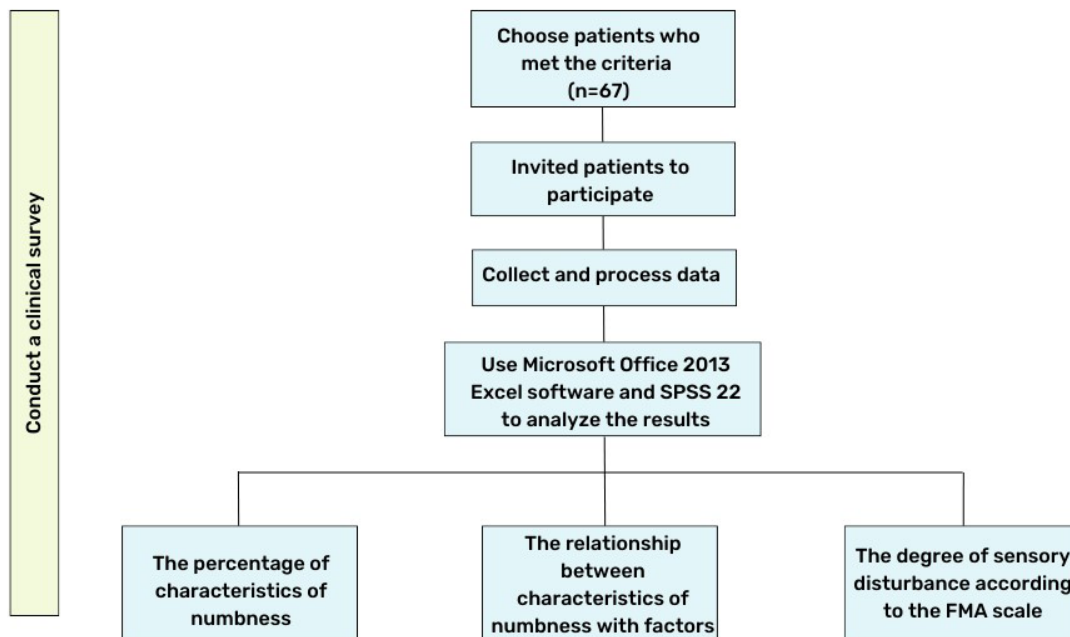 Conduct a clinical survey
Choose patients who
met the criteria
(n=67)
Invited patients to
participate
Collect and process data
Use Microsoft Office 2013
Excel software and SPSS 22
to analyze the results
The percentage of
characteristics of
numbness
The relationship
between
characteristics of
numbness with factors
The degree of sensory
disturbance according
to the FMA scale